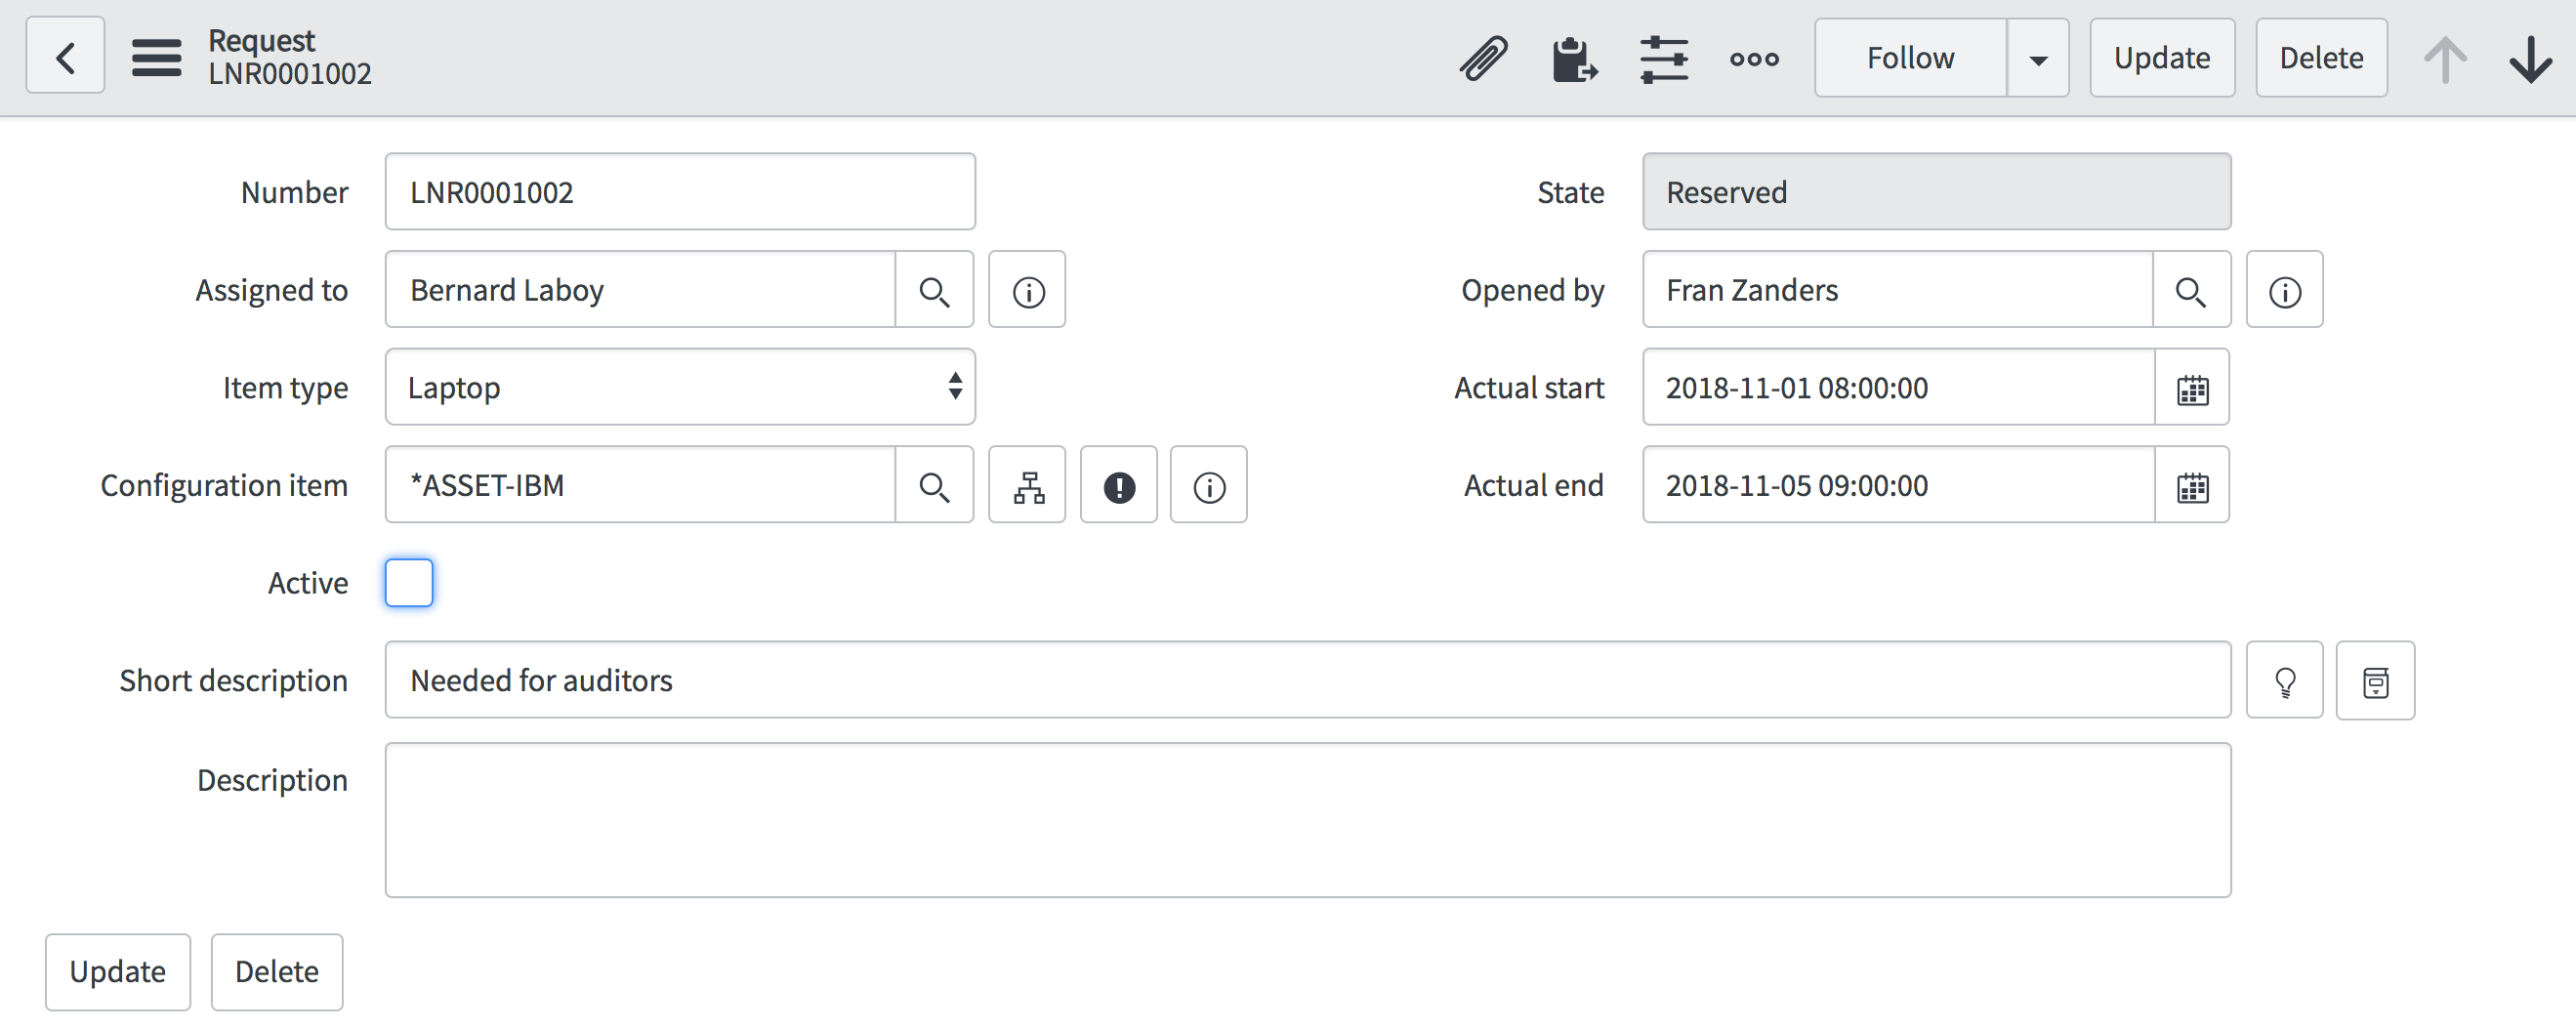 Request
LNR0001002
Follow
Update
Delete
Number LNR0001002
State Reserved
Assigned to Bernard Laboy
Opened by Fran Zanders
Item type Laptop
Actual start 2018-11-01 08:00:00
Configuration item *ASSET-IBM
Actual end 2018-11-05 09:00:00
Active
Short description Needed for auditors
Description
Update
Delete